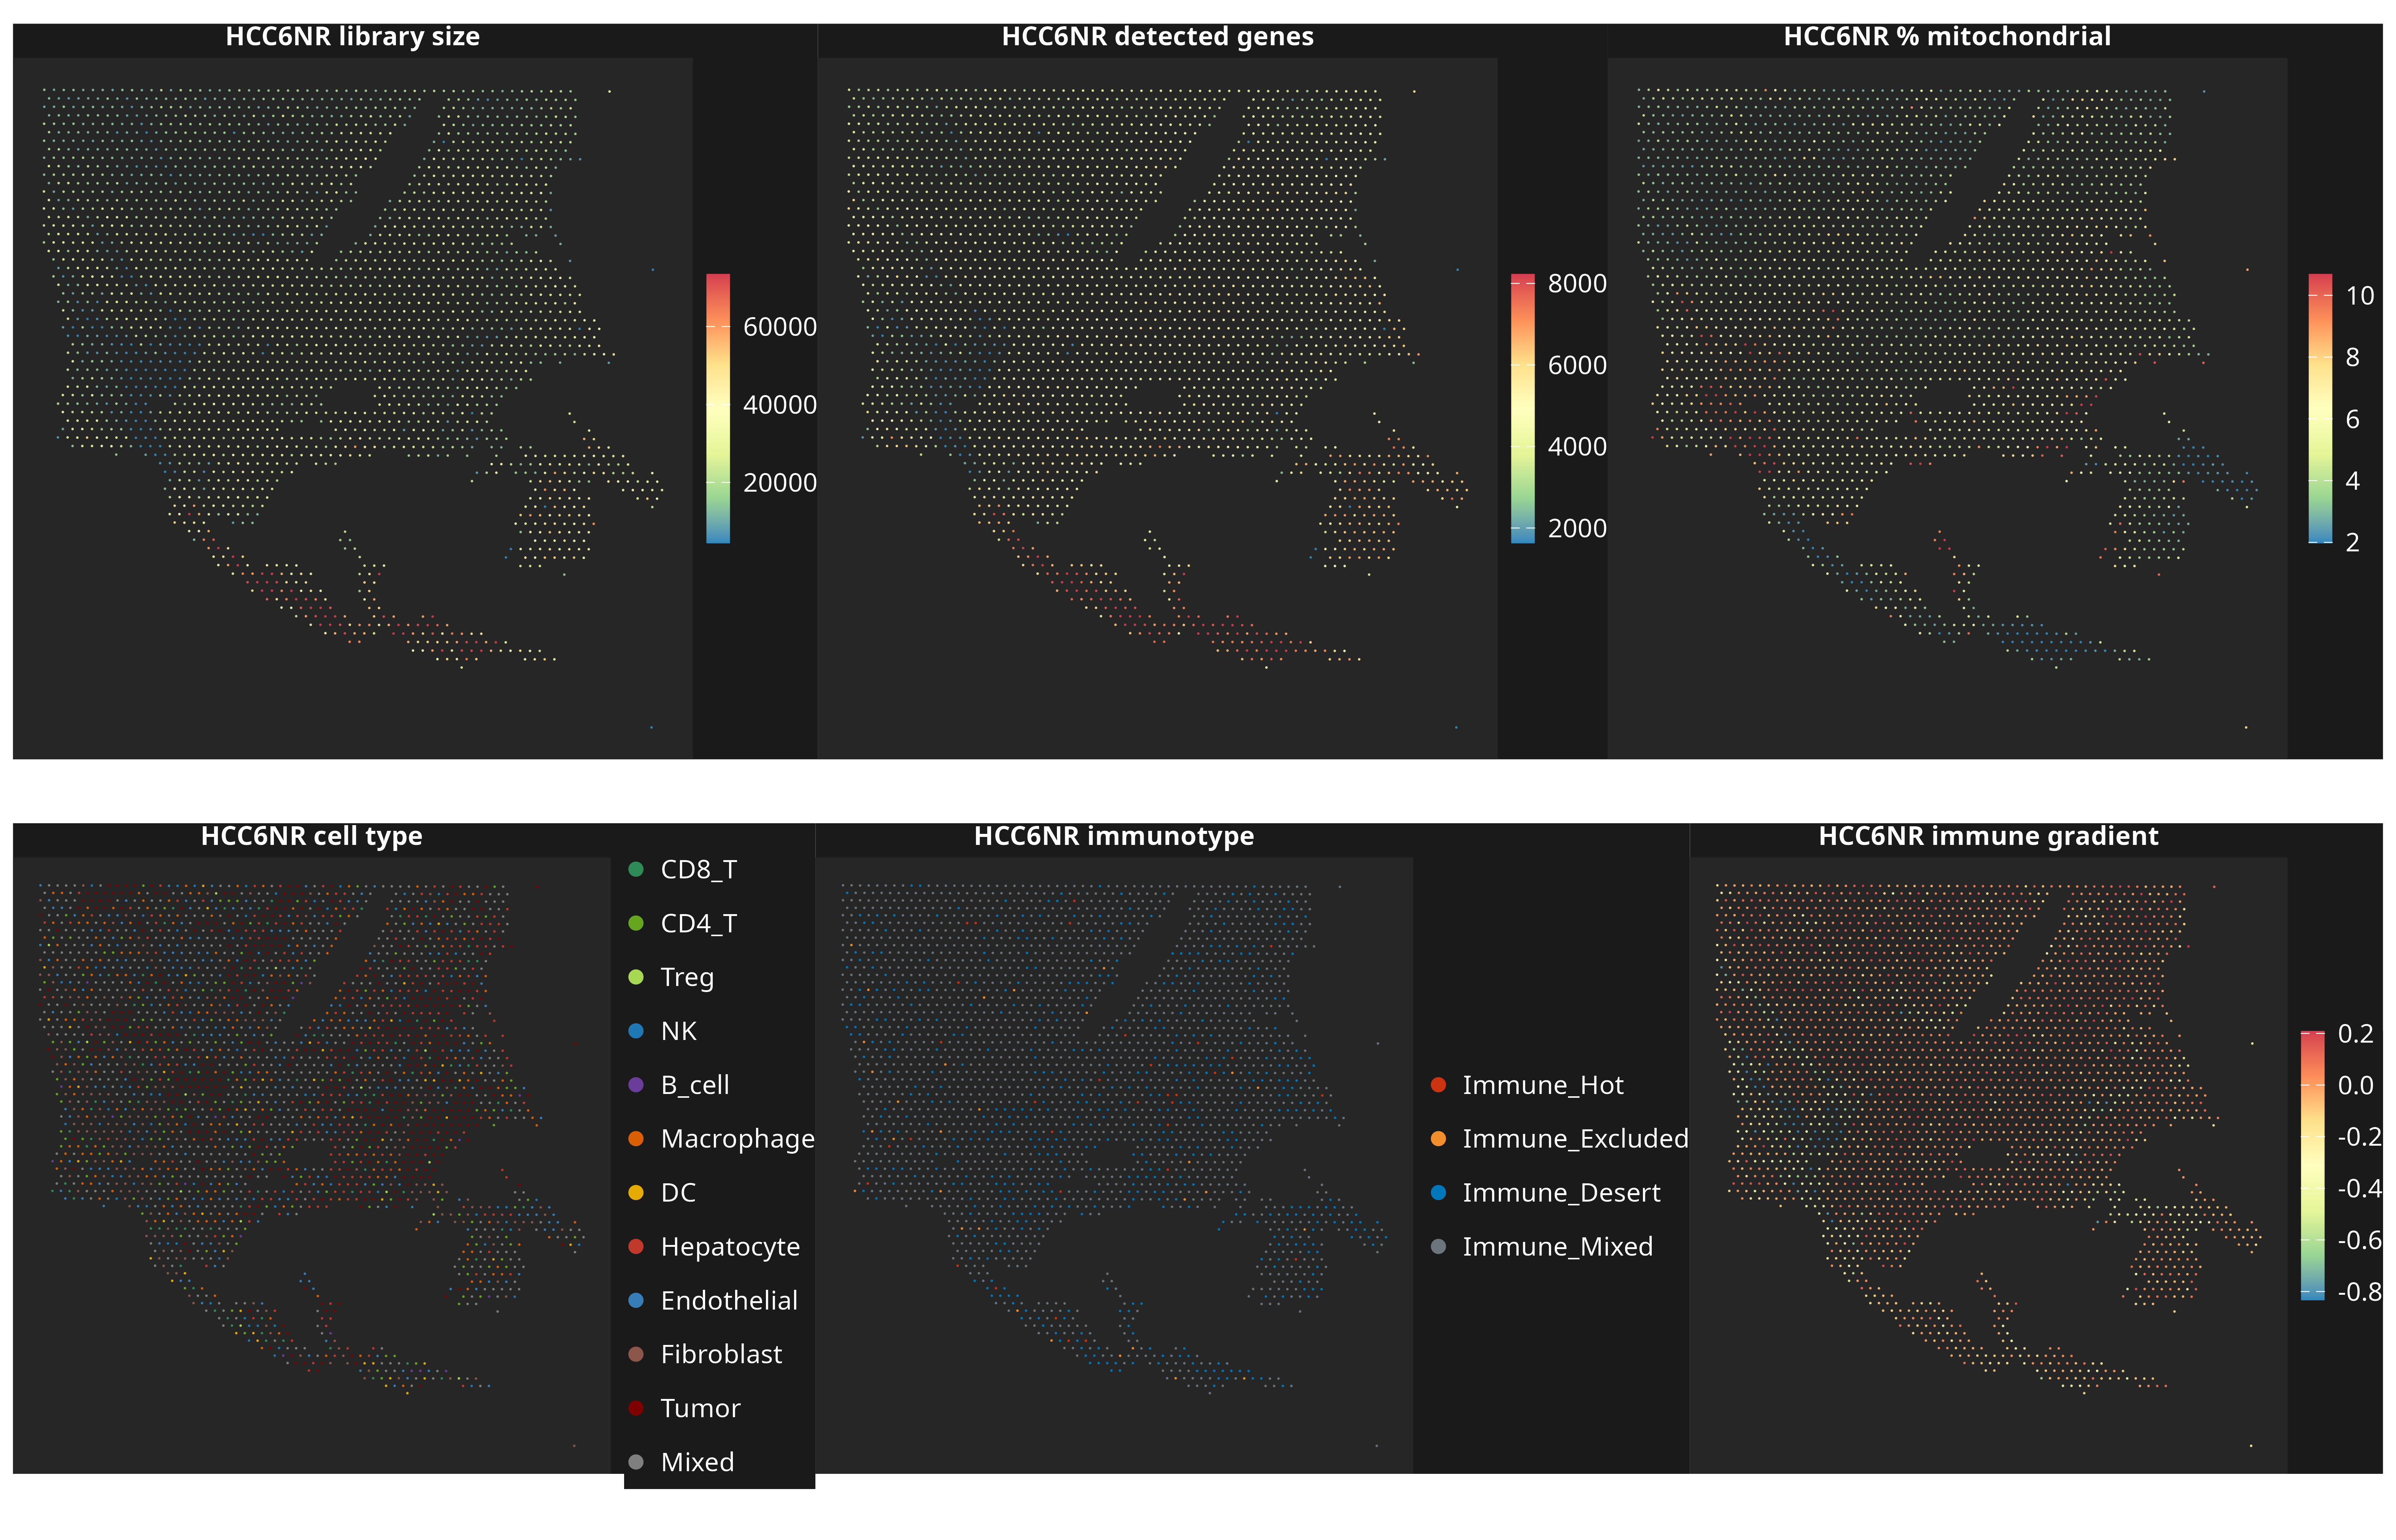 HCC6NR library size
60000
40000
20000
HCC6NR detected genes
8000
6000
4000
2000
HCC6NR % mitochondrial
10
8
6
4
2
HCC6NR cell type
CD8_T
CD4_T
Treg
NK
B_cell
Macrophage
DC
Hepatocyte
Endothelial
Fibroblast
Tumor
Mixed
HCC6NR immunotype
Immune_Hot
Immune_Excluded
Immune_Desert
Immune_Mixed
HCC6NR immune gradient
0.2
0.0
-0.2
-0.4
-0.6
-0.8